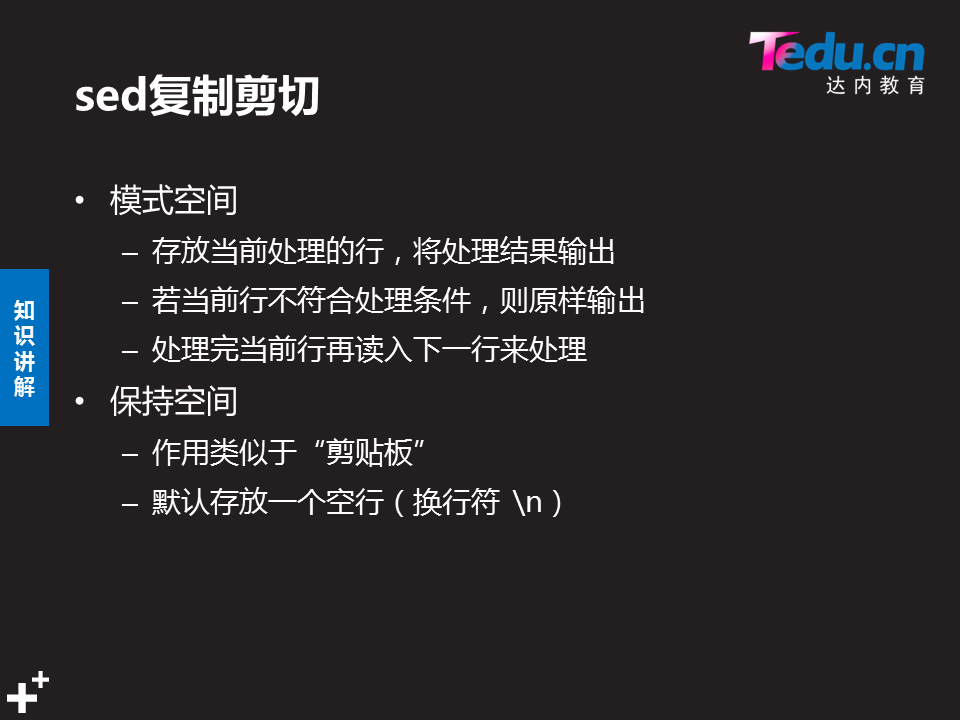 Tedu.cn
达内教育
sed复制剪切
• 模式空间
– 存放当前处理的行，将处理结果输出
– 若当前行不符合处理条件，则原样输出
– 处理完当前行再读入下一行来处理
• 保持空间
– 作用类似于“剪贴板”
– 默认存放一个空行（换行符 \n）
知识讲解